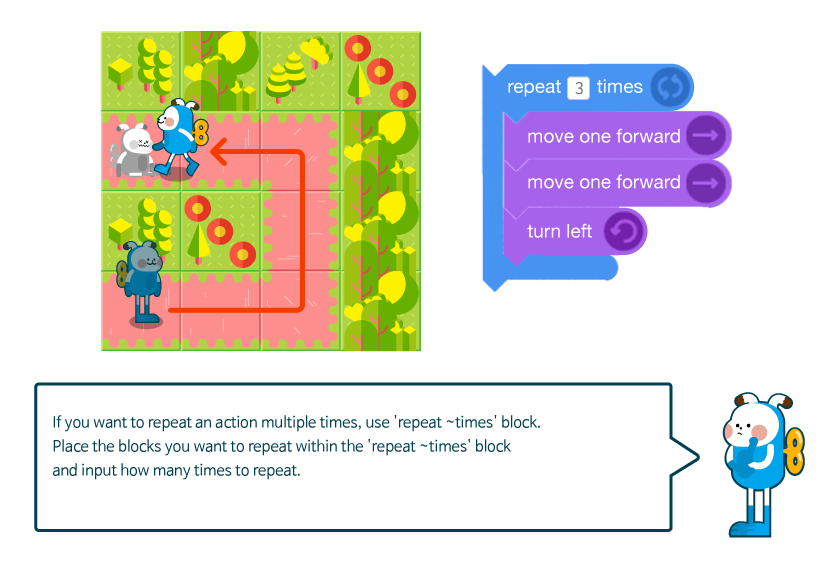 repeat 3 times
move one forward
move one forward
turn left
If you want to repeat an action multiple times, use 'repeat ~times' block.
Place the blocks you want to repeat within the 'repeat ~times' block
and input how many times to repeat.